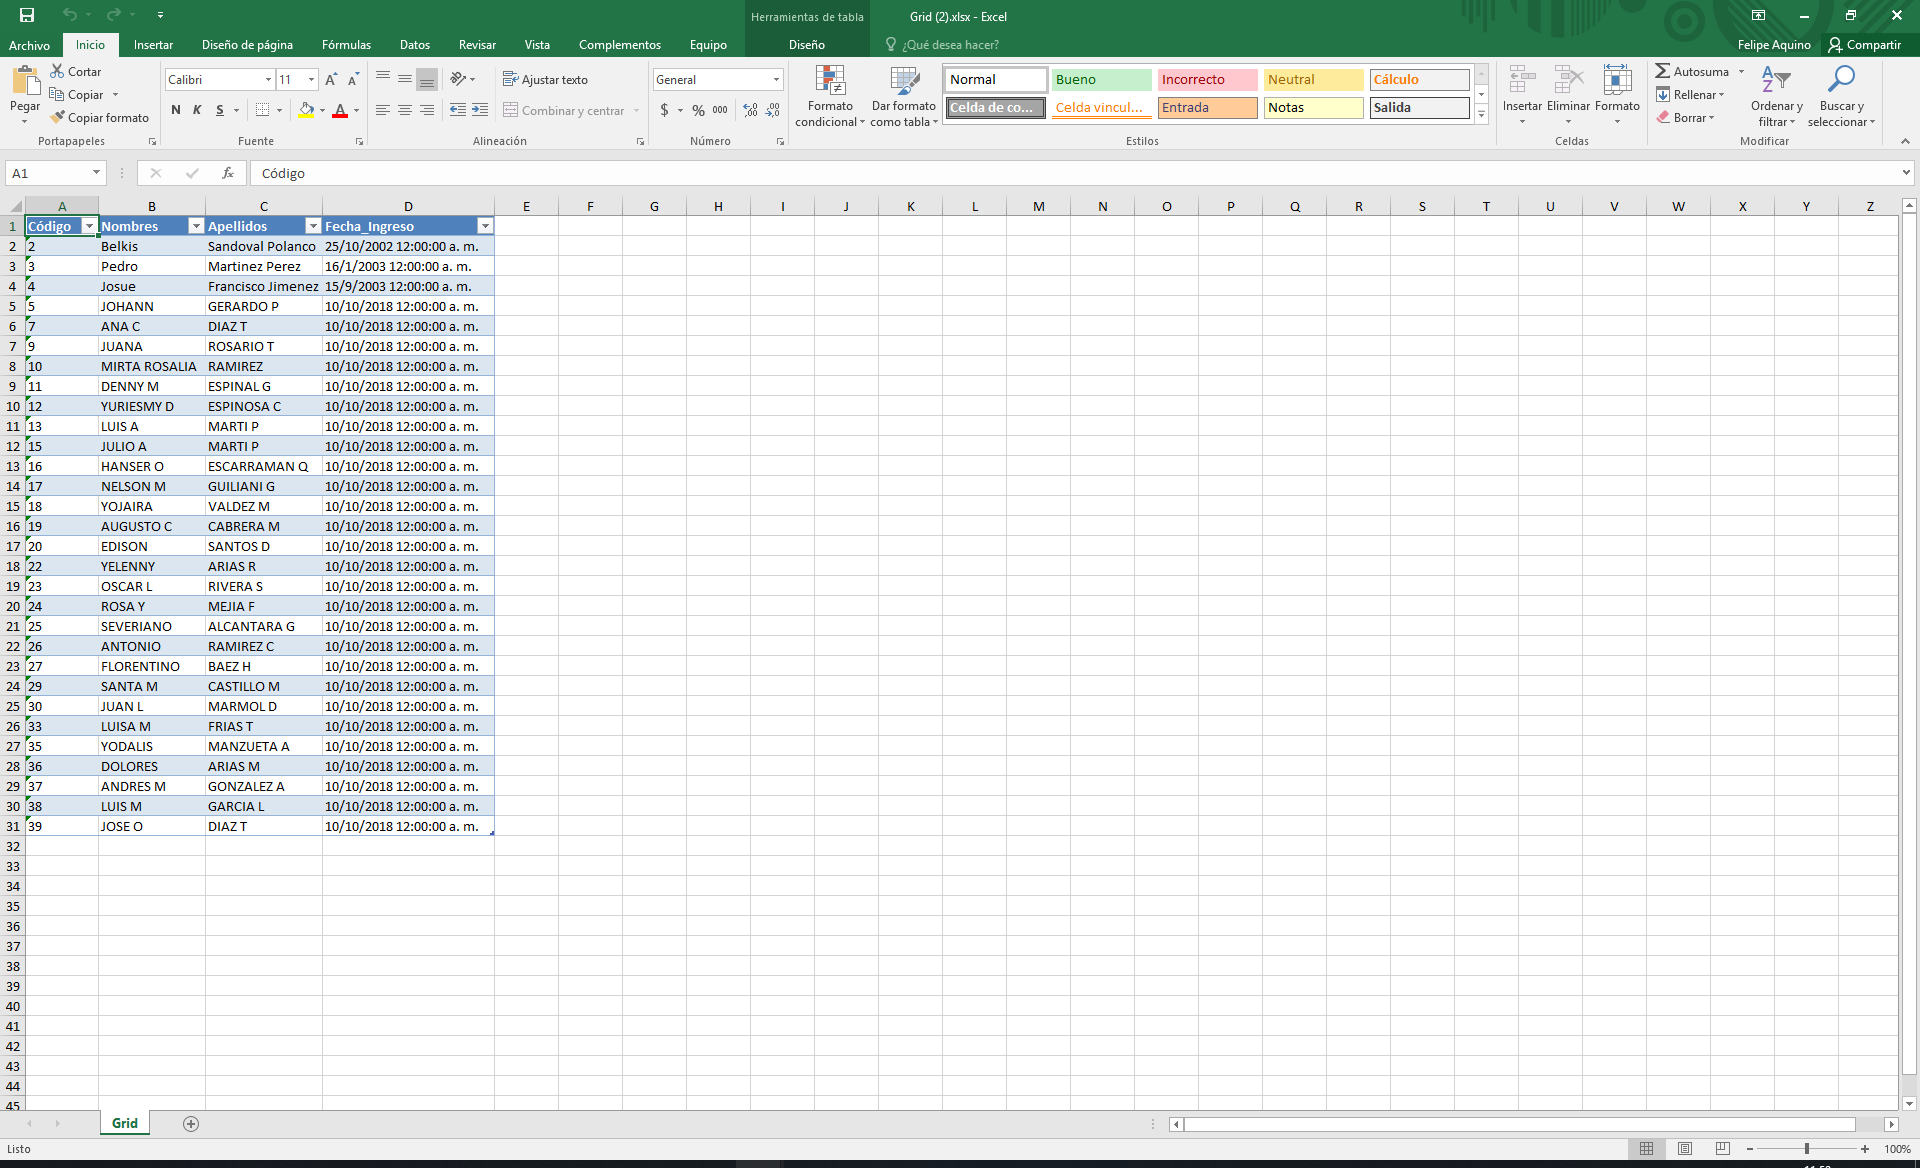 Herramientas de tabla
Grid (2).xlsx - Excel
Archivo Inicio Insertar Diseño de página Fórmulas Datos Revisar Vista Complementos Equipo Diseño ¿Qué desea hacer? Felipe Aquino Compartir
Pegar
Cortar
Copiar
Copiar formato
Portapapeles
Calibri 11
N K S
Fuente
Ajustar texto
Combinar y centrar
Alineación
General
$ % 000
Número
Formato condicional
Dar formato como tabla
Normal Bueno Incorrecto Neutral Cálculo
Celda de co... Celda vincul... Entrada Notas Salida
Estilos
Insertar Eliminar Formato
Celdas
Autosuma
Rellenar
Borrar
Ordenar y filtrar
Buscar y seleccionar
Modificar
A1 fx Código
A B C D E F G H I J K L M N O P Q R S T U V W X Y Z
1 Código Nombres Apellidos Fecha_Ingreso
2 2 Belkis Sandoval Polanco 25/10/2002 12:00:00 a. m.
3 3 Pedro Martinez Perez 16/1/2003 12:00:00 a. m.
4 4 Josue Francisco Jimenez 15/9/2003 12:00:00 a. m.
5 5 JOHANN GERARDO P 10/10/2018 12:00:00 a. m.
6 7 ANA C DIAZ T 10/10/2018 12:00:00 a. m.
7 9 JUANA ROSARIO T 10/10/2018 12:00:00 a. m.
8 10 MIRTA ROSALIA RAMIREZ 10/10/2018 12:00:00 a. m.
9 11 DENNY M ESPINAL G 10/10/2018 12:00:00 a. m.
10 12 YURIESMY D ESPINOSA C 10/10/2018 12:00:00 a. m.
11 13 LUIS A MARTI P 10/10/2018 12:00:00 a. m.
12 15 JULIO A MARTI P 10/10/2018 12:00:00 a. m.
13 16 HANSER O ESCARRAMAN Q 10/10/2018 12:00:00 a. m.
14 17 NELSON M GUILIANI G 10/10/2018 12:00:00 a. m.
15 18 YOJAIRA VALDEZ M 10/10/2018 12:00:00 a. m.
16 19 AUGUSTO C CABRERA M 10/10/2018 12:00:00 a. m.
17 20 EDISON SANTOS D 10/10/2018 12:00:00 a. m.
18 22 YELENNY ARIAS R 10/10/2018 12:00:00 a. m.
19 23 OSCAR L RIVERA S 10/10/2018 12:00:00 a. m.
20 24 ROSA Y MEJIA F 10/10/2018 12:00:00 a. m.
21 25 SEVERIANO ALCANTARA G 10/10/2018 12:00:00 a. m.
22 26 ANTONIO RAMIREZ C 10/10/2018 12:00:00 a. m.
23 27 FLORENTINO BAEZ H 10/10/2018 12:00:00 a. m.
24 29 SANTA M CASTILLO M 10/10/2018 12:00:00 a. m.
25 30 JUAN L MARMOL D 10/10/2018 12:00:00 a. m.
26 33 LUISA M FRIAS T 10/10/2018 12:00:00 a. m.
27 35 YODALIS MANZUETA A 10/10/2018 12:00:00 a. m.
28 36 DOLORES ARIAS M 10/10/2018 12:00:00 a. m.
29 37 ANDRES M GONZALEZ A 10/10/2018 12:00:00 a. m.
30 38 LUIS M GARCIA L 10/10/2018 12:00:00 a. m.
31 39 JOSE O DIAZ T 10/10/2018 12:00:00 a. m.
32
33
34
35
36
37
38
39
40
41
42
43
44
45
Grid
Listo
100%